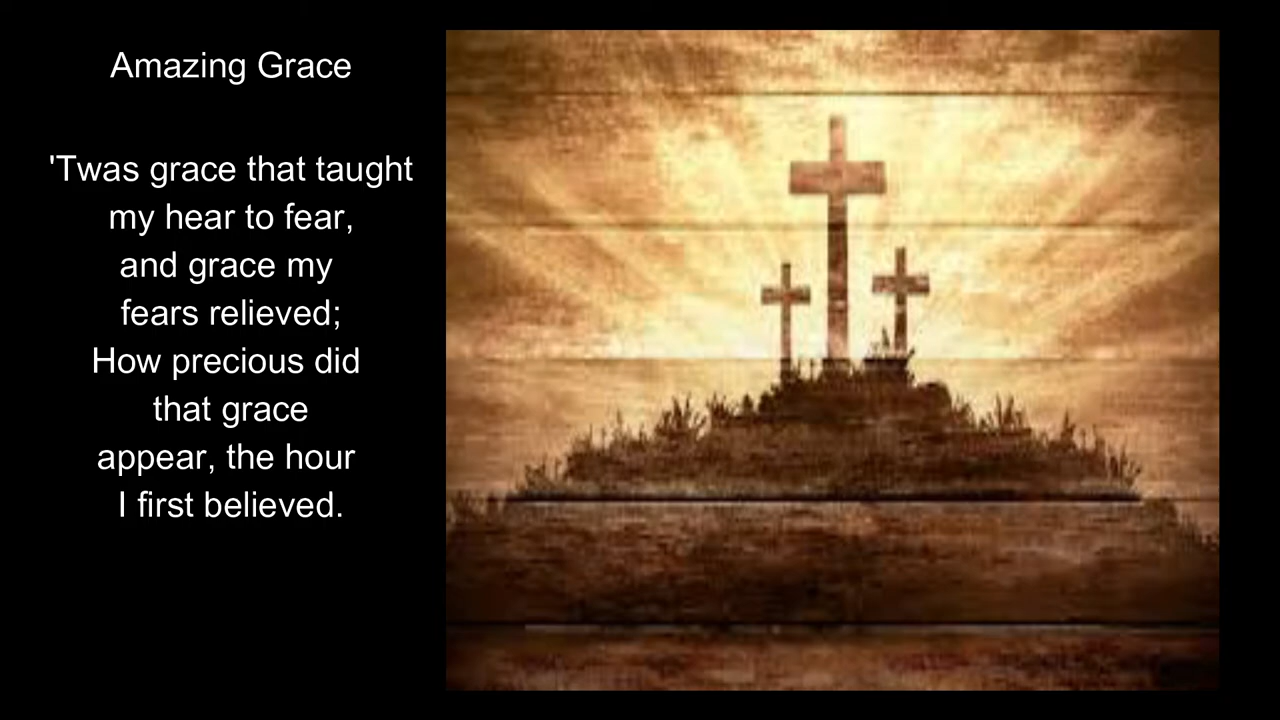 Amazing Grace
'Twas grace that taught
my hear to fear,
and grace my
fears relieved;
How precious did
that grace
appear, the hour
I first believed.